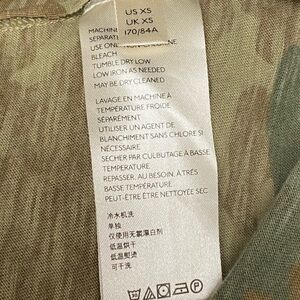 US XS
UK XS
170/84A
MACHINE
SEPARATE
USE ONLY NON-CHLORINE
BLEACH
TUMBLE DRY LOW
LOW IRON AS NEEDED
MAY BE DRY CLEANED
LAVAGE EN MACHINE À
TEMPÉRATURE FROIDE
SÉPARÉMENT
UTILISER UN AGENT DE
BLANCHIMENT SANS CHLORE SI
NÉCESSAIRE
SECHER PAR CULBUTAGE À BASSE
TEMPERATURE
REPASSER, AU BESOIN, À TRÈS
BASSE TEMPÉRATURE
PEUT-ÊTRE ÊTRE NETTOYÉE SEC
冷水机洗
单独
仅使用无氯漂白剂
低温烘干
低温熨烫
可干洗